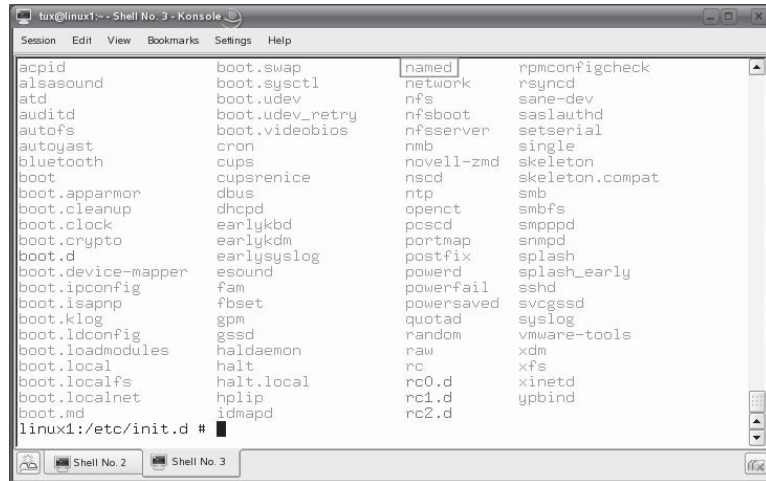 tux@linux1:~ - Shell No. 3 - Konsole
Session Edit View Bookmarks Settings Help
acpid boot.swap named rpmconfigcheck
alsasound boot.sysctl network rsyncd
atd boot.udev nfs sane-dev
auditd boot.udev_retry nfsboot saslauthd
autofs boot.videobios nfsserver setserial
autoyast cron nmb single
bluetooth cups novell-zmd skeleton
boot cupsrenice nscd skeleton.compat
boot.apparmor dbus ntp smb
boot.cleanup dhcpd openct smbfs
boot.clock earlykbd pcscd smpppd
boot.crypto earlykdm portmap snmpd
boot.d earlysyslog postfix splash
boot.device-mapper esound powerd splash_early
boot.ipconfig fam powerfail sshd
boot.isapnp fbset powersaved svcgssd
boot.klog gpm quotad syslog
boot.ldconfig gssd random vmware-tools
boot.loadmodules haldaemon raw xdm
boot.local halt rc xfs
boot.localfs halt.local rc0.d xinetd
boot.localnet hplip rc1.d ypbind
boot.md idmapd rc2.d
linux1:/etc/init.d #
Shell No. 2 Shell No. 3